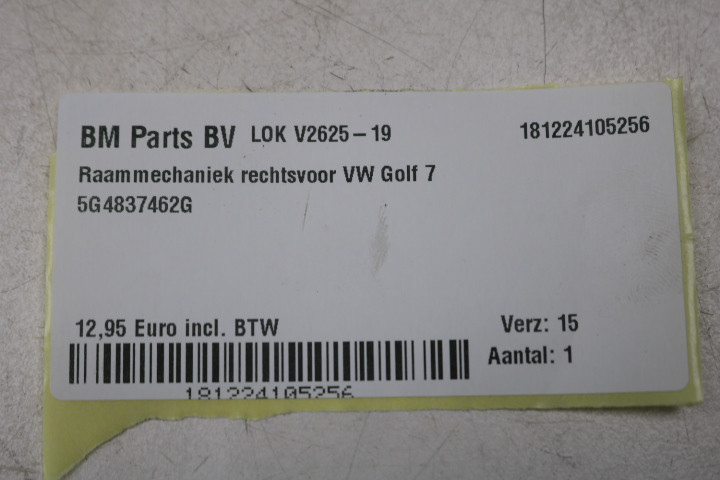 BM Parts BV LOK V2625-19 181224105256
Raammechaniek rechtsvoor VW Golf 7
5G4837462G
12,95 Euro incl. BTW Verz: 15
Aantal: 1
181224105256